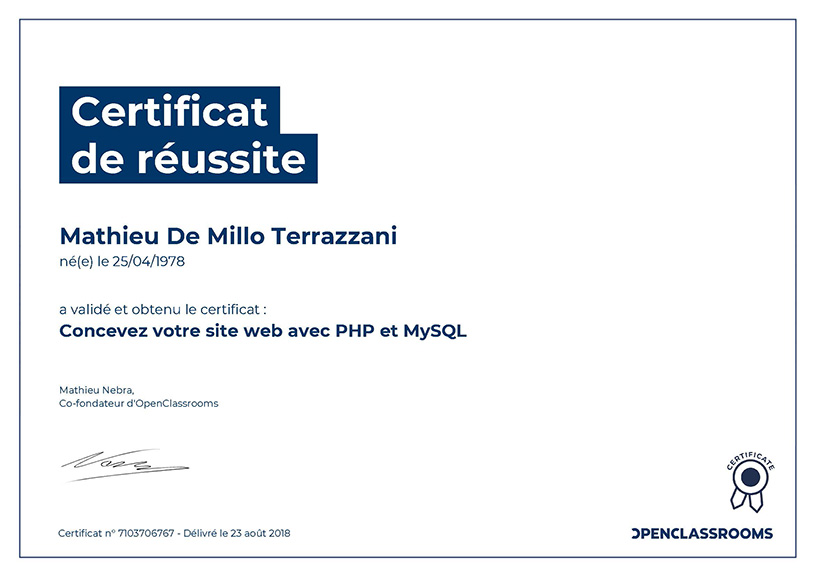 Certificat
de réussite
Mathieu De Millo Terrazzani
né(e) le 25/04/1978
a validé et obtenu le certificat :
Concevez votre site web avec PHP et MySQL
Mathieu Nebra,
Co-fondateur d'OpenClassrooms
CERTIFICATE
Certificat n° 7103706767 - Délivré le 23 août 2018
OPENCLASSROOMS